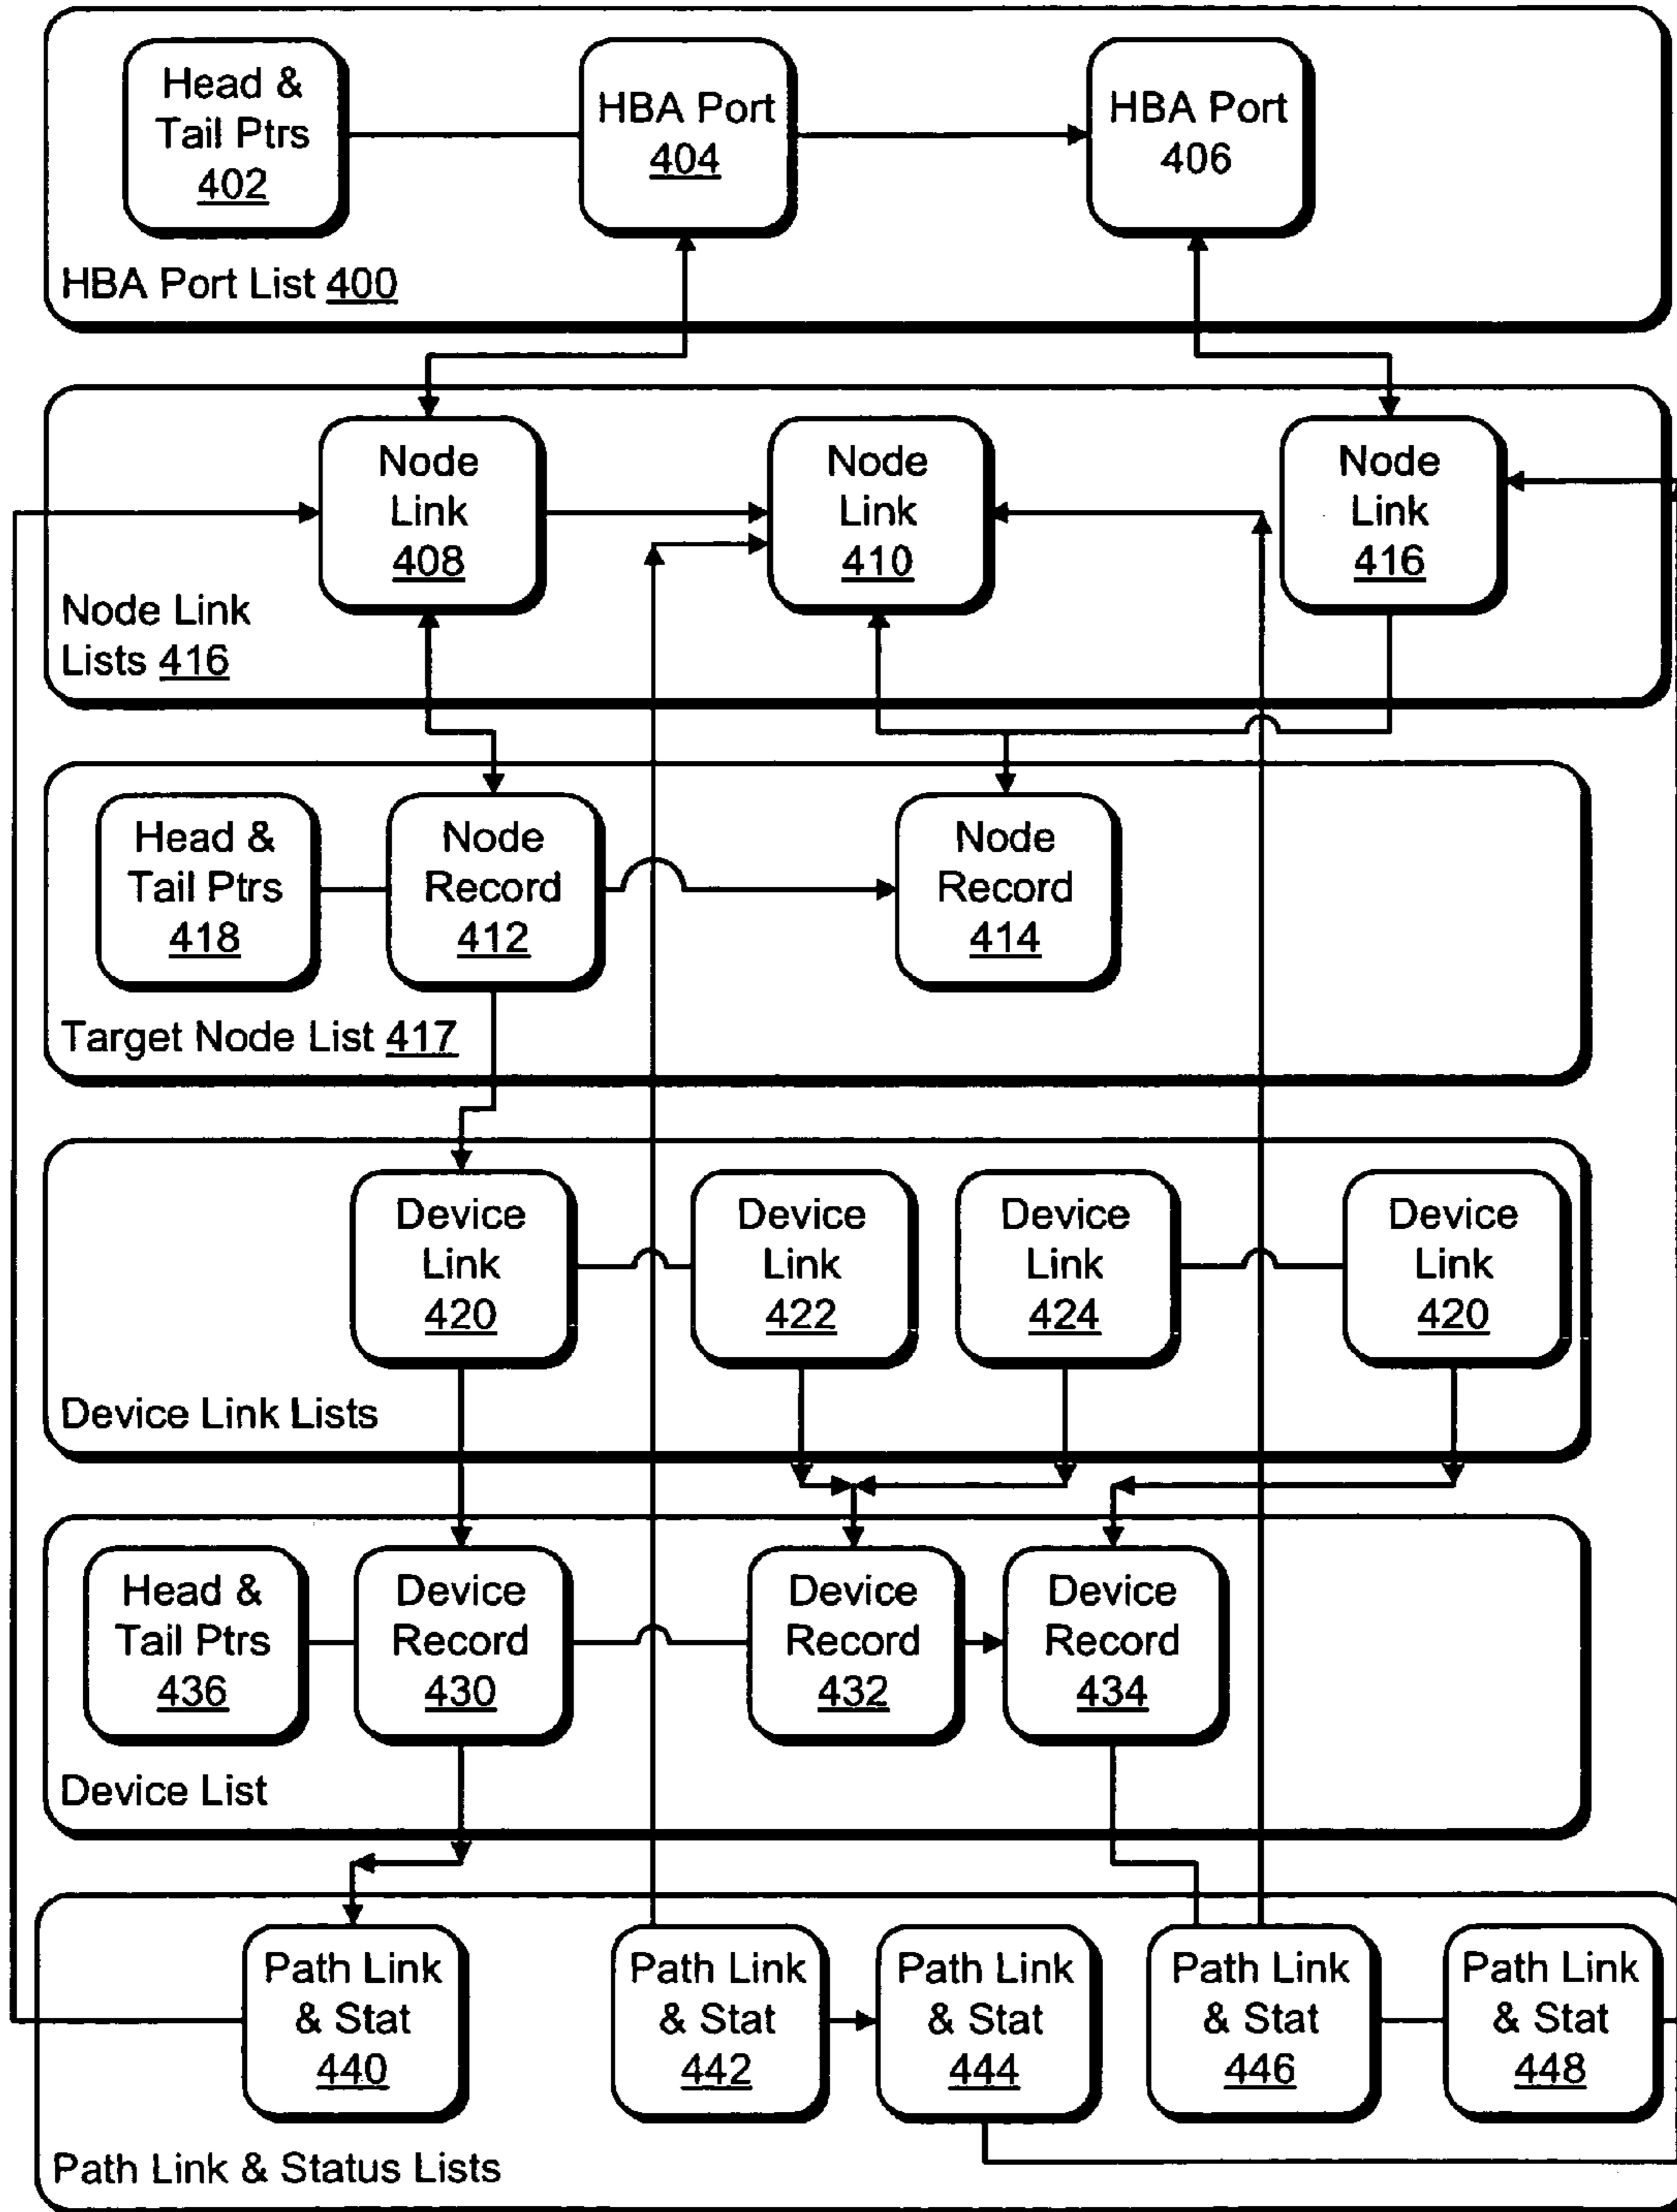 Head &
Tail Ptrs
402
HBA Port
404
HBA Port
406
HBA Port List 400
Node
Link
408
Node
Link
410
Node
Link
416
Node Link
Lists 416
Head &
Tail Ptrs
418
Node
Record
412
Node
Record
414
Target Node List 417
Device
Link
420
Device
Link
422
Device
Link
424
Device
Link
420
Device Link Lists
Head &
Tail Ptrs
436
Device
Record
430
Device
Record
432
Device
Record
434
Device List
Path Link
& Stat
440
Path Link
& Stat
442
Path Link
& Stat
444
Path Link
& Stat
446
Path Link
& Stat
448
Path Link & Status Lists